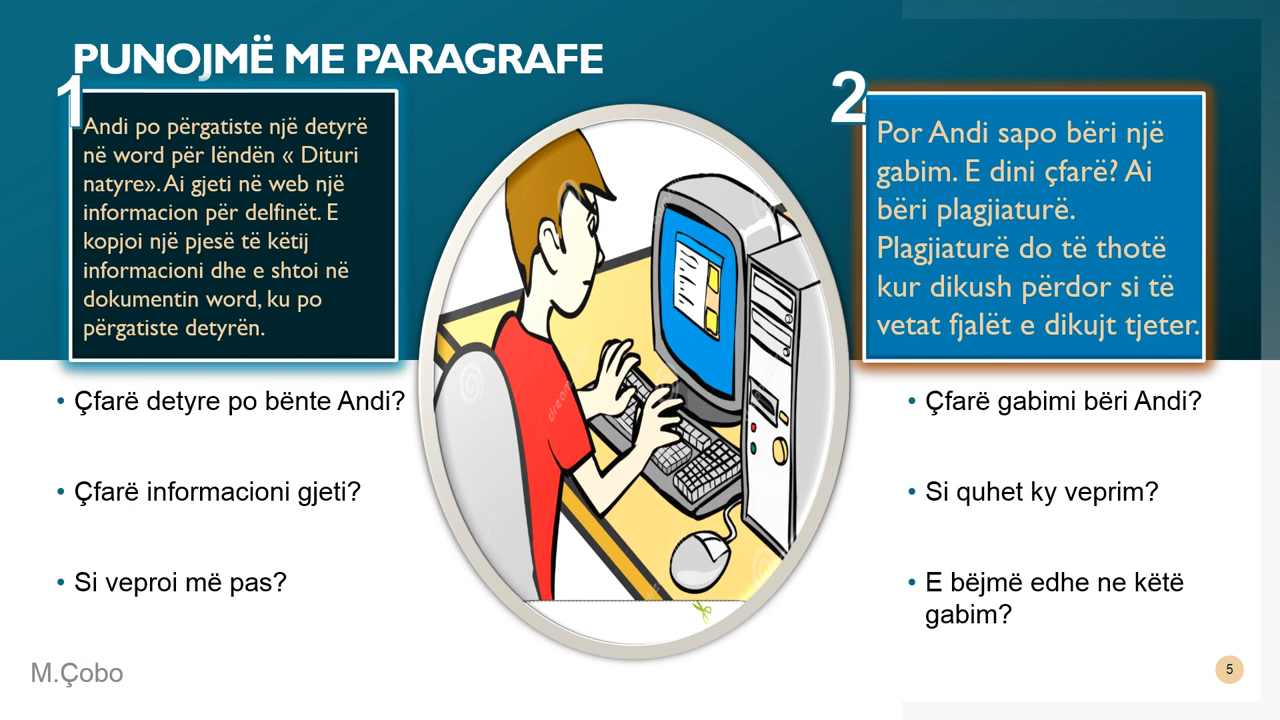 PUNOJMË ME PARAGRAFE
1
Andi po përgatiste një detyrë
në word për lëndën « Dituri
natyre». Ai gjeti në web një
informacion për delfinët. E
kopjoi një pjesë të këtij
informacioni dhe e shtoi në
dokumentin word, ku po
përgatiste detyrën.
• Çfarë detyre po bënte Andi?
• Çfarë informacioni gjeti?
• Si veproi më pas?
2
Por Andi sapo bëri një
gabim. E dini çfarë? Ai
bëri plagjiaturë.
Plagjiaturë do të thotë
kur dikush përdor si të
vetat fjalët e dikujt tjeter.
• Çfarë gabimi bëri Andi?
• Si quhet ky veprim?
• E bëjmë edhe ne këtë
gabim?
M.Çobo
5